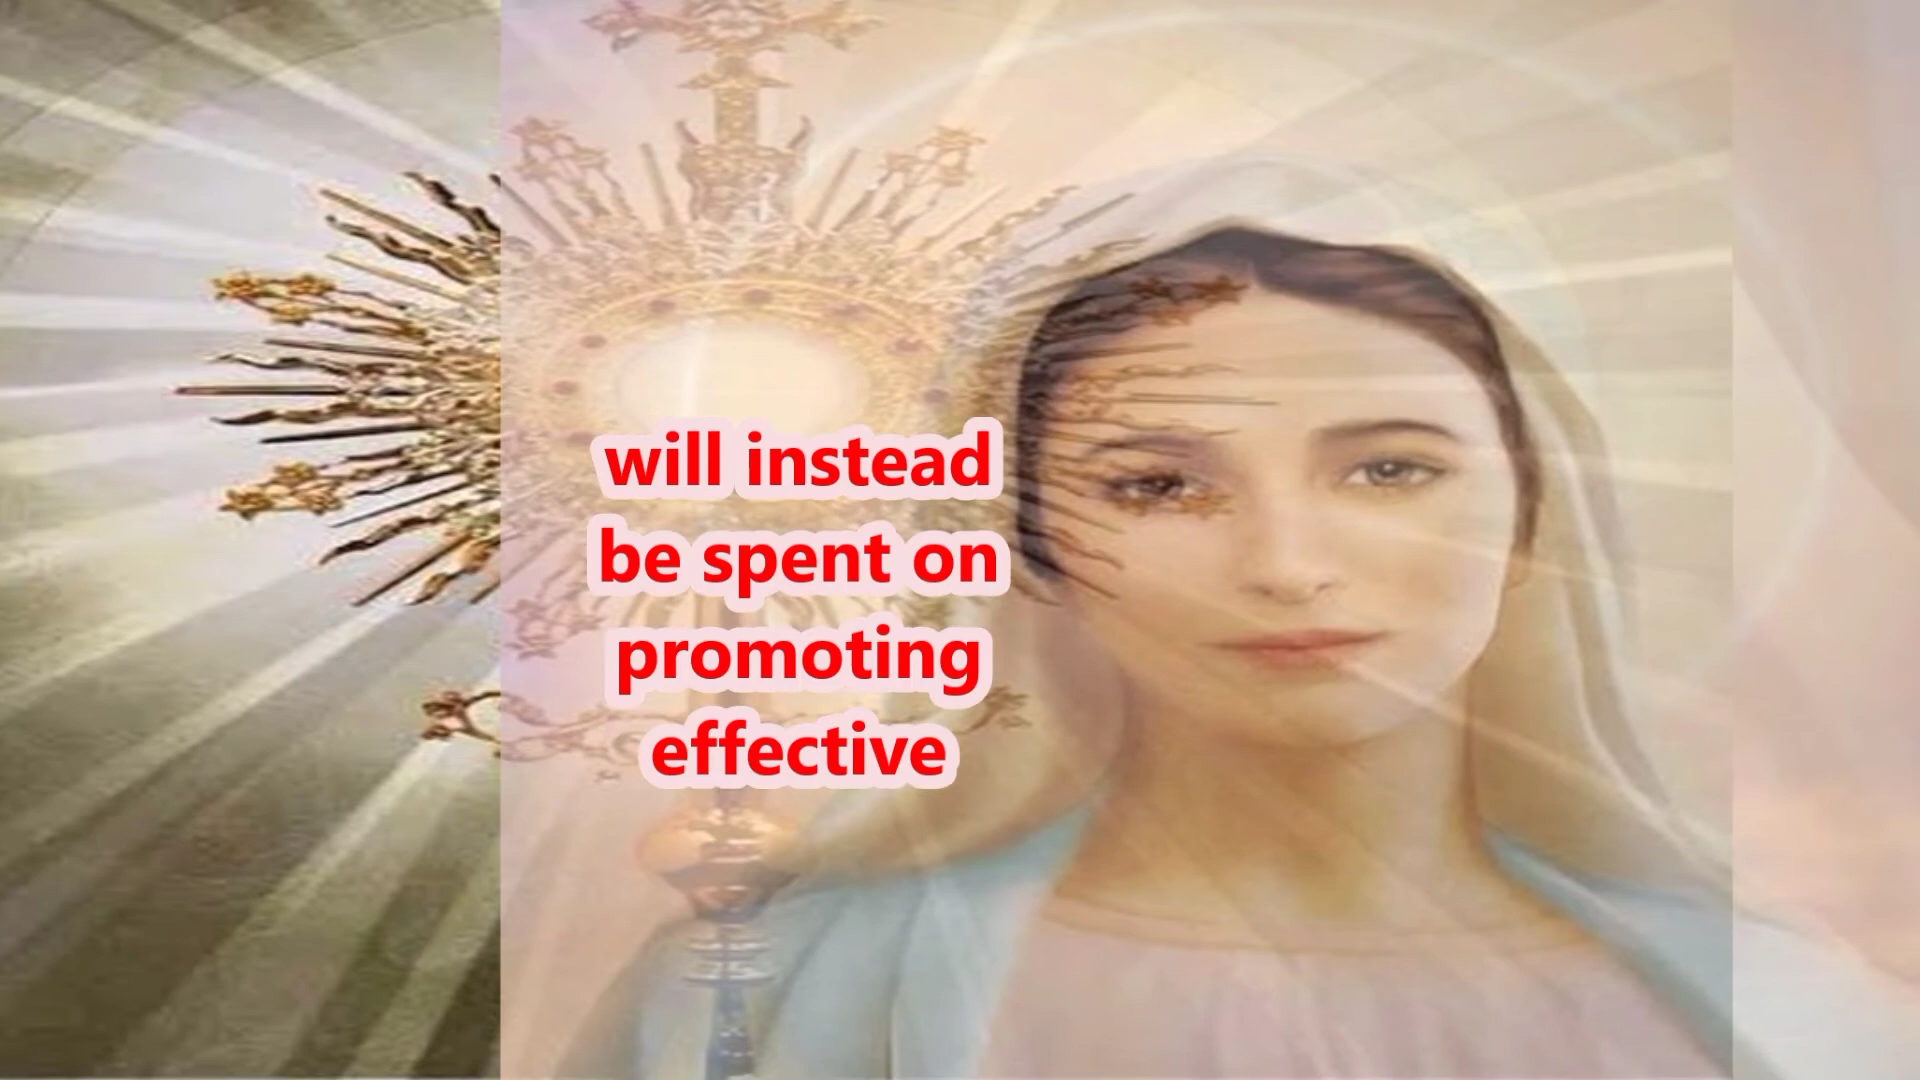 will instead
be spent on
promoting
effective